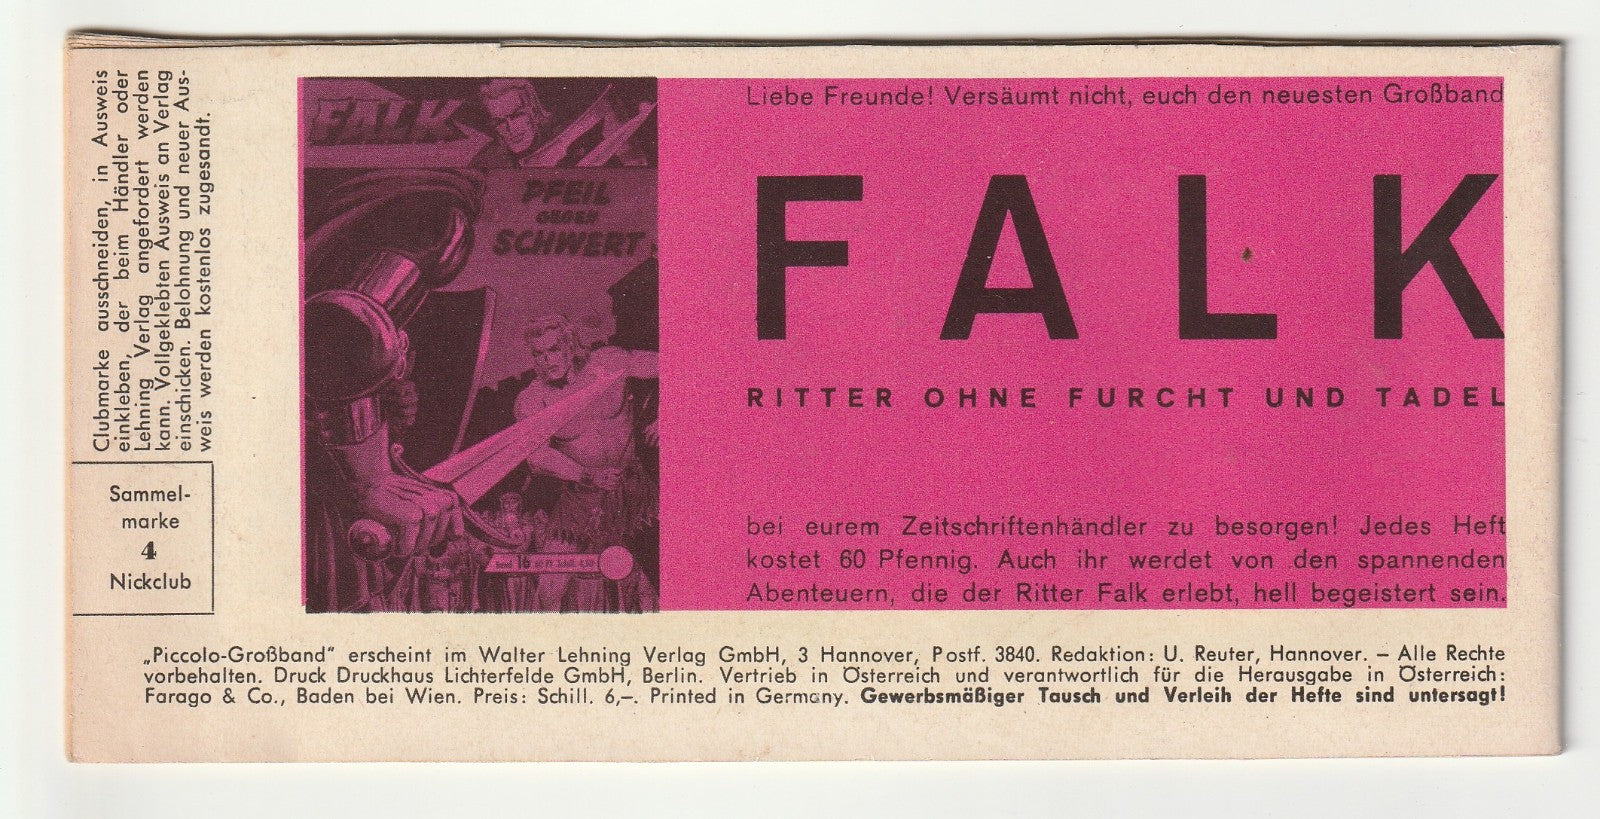 Clubmarke ausschneiden, in Ausweis
einkleben, der beim Händler oder
Lehning Verlag angefordert werden
kann. Vollgeklebten Ausweis an Verlag
einschicken. Belohnung und neuer Aus-
weis werden kostenlos zugesandt.
Sammel-
marke
4
Nickclub
FALK
PFEIL
GEGEN
SCHWERT
Band 16
Liebe Freunde! Versäumt nicht, euch den neuesten Großband
FALK
RITTER OHNE FURCHT UND TADEL
bei eurem Zeitschriftenhändler zu besorgen! Jedes Heft
kostet 60 Pfennig. Auch ihr werdet von den spannenden
Abenteuern, die der Ritter Falk erlebt, hell begeistert sein.
„Piccolo-Großband" erscheint im Walter Lehning Verlag GmbH, 3 Hannover, Postf. 3840. Redaktion: U. Reuter, Hannover. – Alle Rechte
vorbehalten. Druck Druckhaus Lichterfelde GmbH, Berlin. Vertrieb in Österreich und verantwortlich für die Herausgabe in Österreich:
Farago & Co., Baden bei Wien. Preis: Schill. 6,–. Printed in Germany. Gewerbsmäßiger Tausch und Verleih der Hefte sind untersagt!